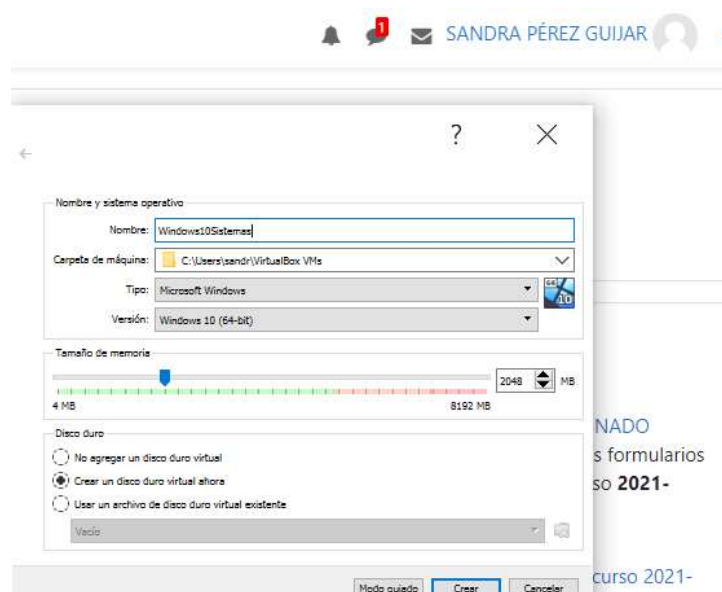 1
SANDRA PÉREZ GUIJAR
?
Nombre y sistema operativo
Nombre: Windows10Sistemas
Carpeta de máquina: C:\Users\sandr\VirtualBox VMs
Tipo: Microsoft Windows
64
10
Versión: Windows 10 (64-bit)
Tamaño de memoria
2048 MB
4 MB 8192 MB
Disco duro
No agregar un disco duro virtual
Crear un disco duro virtual ahora
Usar un archivo de disco duro virtual existente
Vacío
NADO
s formularios
so 2021-
Modo guiado Crear Cancelar
curso 2021-